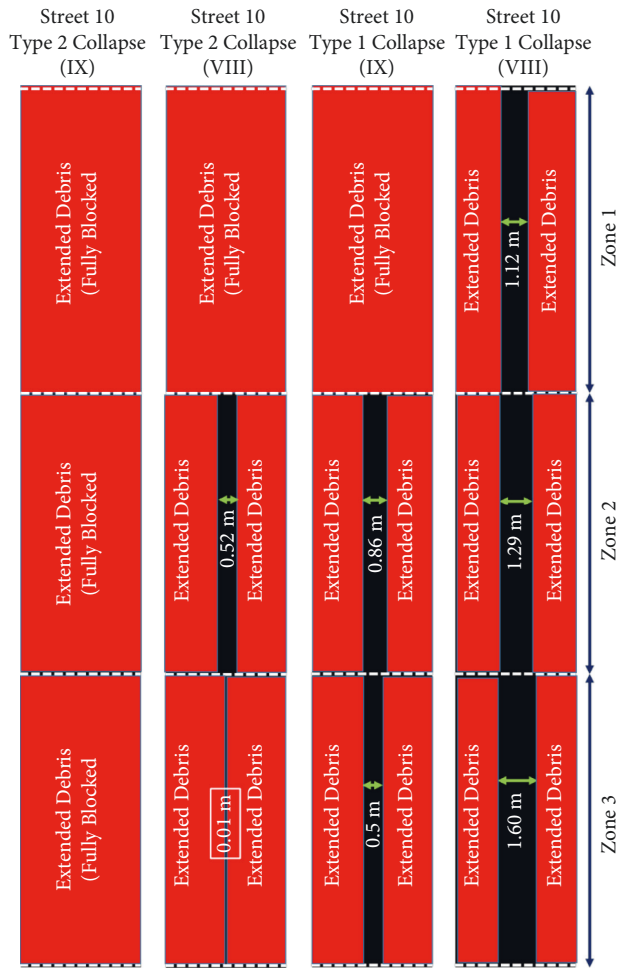 Street 10
Type 2 Collapse
(IX)
Street 10
Type 2 Collapse
(VIII)
Street 10
Type 1 Collapse
(IX)
Street 10
Type 1 Collapse
(VIII)
Extended Debris
(Fully Blocked
Extended Debris
(Fully Blocked
Extended Debris
(Fully Blocked
Extended Debris
1.12 m
Extended Debris
Zone 1
Extended Debris
(Fully Blocked
Extended Debris
0.52 m
Extended Debris
Extended Debris
0.86 m
Extended Debris
Extended Debris
1.29 m
Extended Debris
Zone 2
Extended Debris
(Fully Blocked
Extended Debris
0.01 m
Extended Debris
Extended Debris
0.5 m
Extended Debris
Extended Debris
1.60 m
Extended Debris
Zone 3